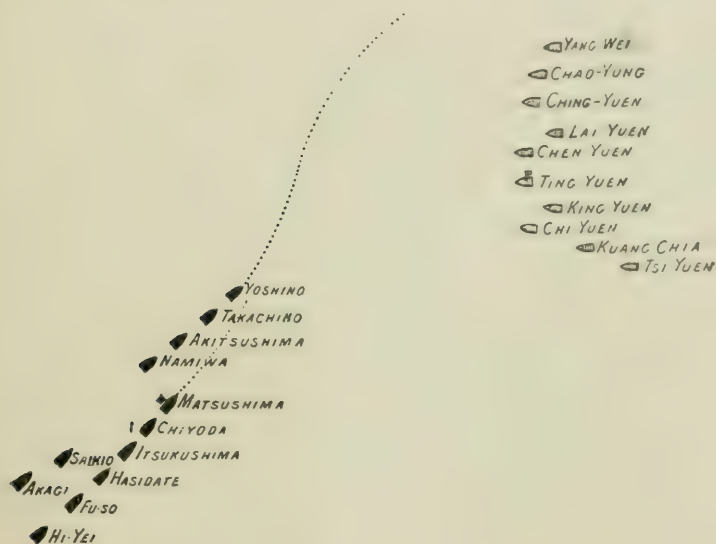 YANG WEI
CHAO-YUNG
CHING-YUEN
LAI YUEN
CHEN YUEN
TING YUEN
KING YUEN
CHI YUEN
KUANG CHIA
TSI YUEN
YOSHINO
TAKACHINO
AKITSUSHIMA
NANIWA
MATSUSHIMA
CHIYODA
ITSUKUSHIMA
SAIKIO
HASIDATE
AKAGI
FU-SO
HI-YEI